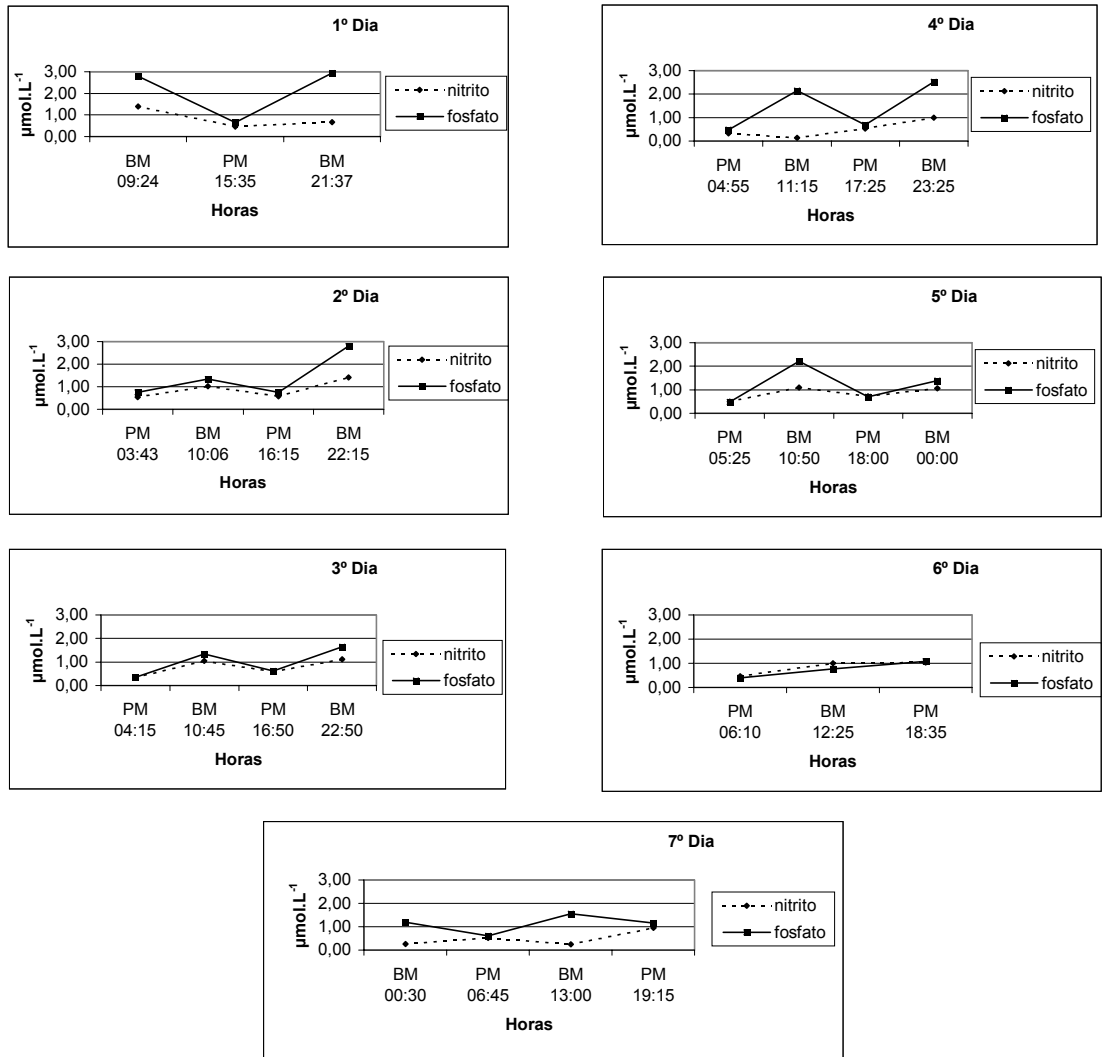 1º Dia
µmol.L-1
3,00
2,00
1,00
0,00
BM PM BM
09:24 15:35 21:37
Horas
nitrito
fosfato
4º Dia
µmol.L-1
3,00
2,00
1,00
0,00
PM BM PM BM
04:55 11:15 17:25 23:25
Horas
nitrito
fosfato
2º Dia
µmol.L-1
3,00
2,00
1,00
0,00
PM BM PM BM
03:43 10:06 16:15 22:15
Horas
nitrito
fosfato
5º Dia
µmol.L-1
3,00
2,00
1,00
0,00
PM BM PM BM
05:25 10:50 18:00 00:00
Horas
nitrito
fosfato
3º Dia
µmol.L-1
3,00
2,00
1,00
0,00
PM BM PM BM
04:15 10:45 16:50 22:50
Horas
nitrito
fosfato
6º Dia
µmol.L-1
3,00
2,00
1,00
0,00
PM BM PM
06:10 12:25 18:35
Horas
nitrito
fosfato
7º Dia
µmol.L-1
3,00
2,00
1,00
0,00
BM PM BM PM
00:30 06:45 13:00 19:15
Horas
nitrito
fosfato